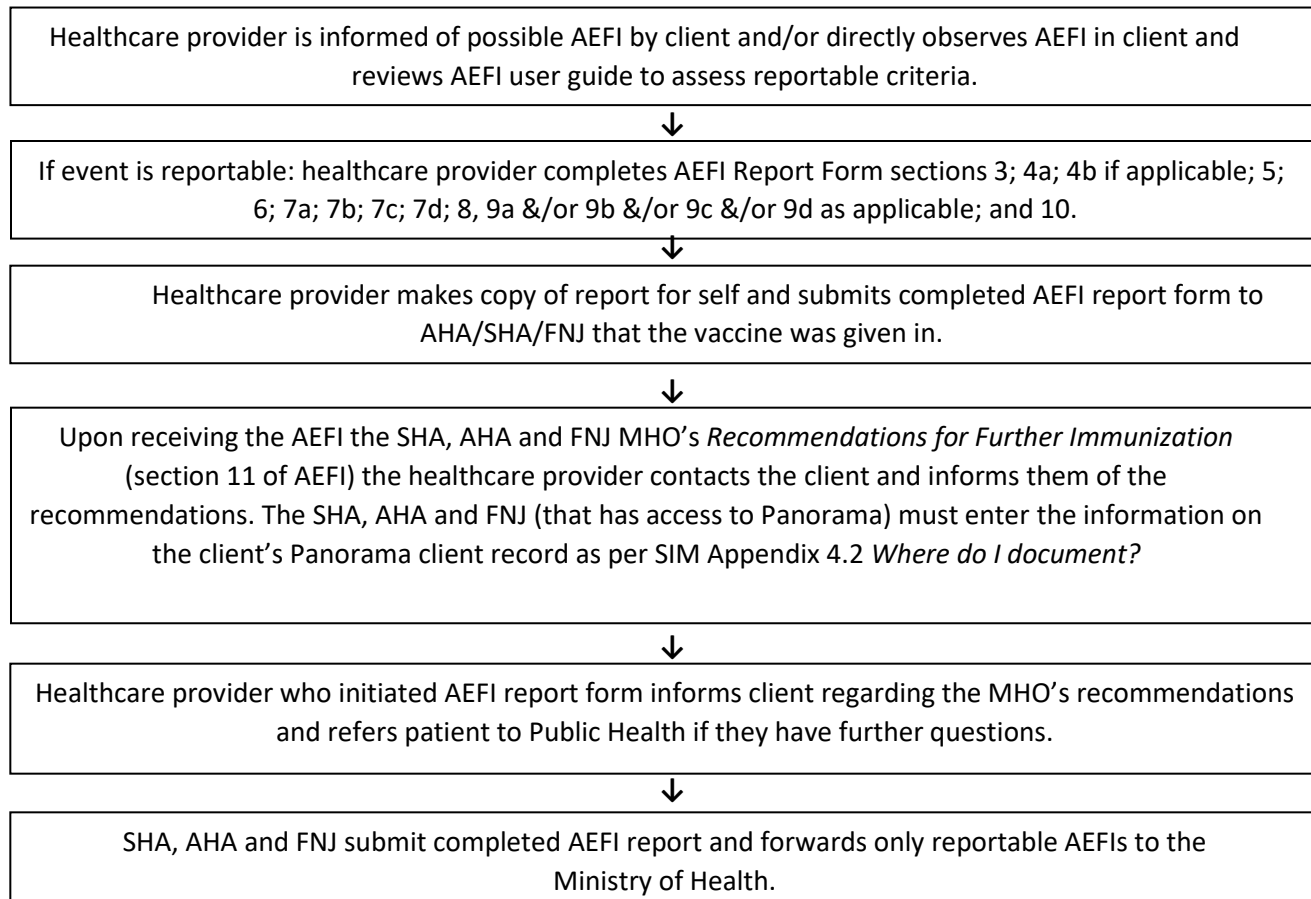 Healthcare provider is informed of possible AEFI by client and/or directly observes AEFI in client and
reviews AEFI user guide to assess reportable criteria.
↓
If event is reportable: healthcare provider completes AEFI Report Form sections 3; 4a; 4b if applicable; 5;
6; 7a; 7b; 7c; 7d; 8, 9a &/or 9b &/or 9c &/or 9d as applicable; and 10.
↓
Healthcare provider makes copy of report for self and submits completed AEFI report form to
AHA/SHA/FNJ that the vaccine was given in.
↓
Upon receiving the AEFI the SHA, AHA and FNJ MHO's Recommendations for Further Immunization
(section 11 of AEFI) the healthcare provider contacts the client and informs them of the
recommendations. The SHA, AHA and FNJ (that has access to Panorama) must enter the information on
the client's Panorama client record as per SIM Appendix 4.2 Where do I document?
↓
Healthcare provider who initiated AEFI report form informs client regarding the MHO's recommendations
and refers patient to Public Health if they have further questions.
↓
SHA, AHA and FNJ submit completed AEFI report and forwards only reportable AEFIs to the
Ministry of Health.